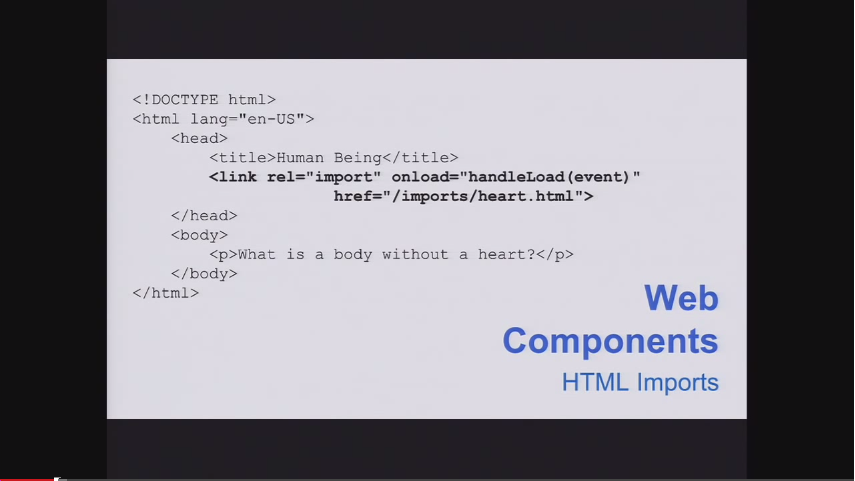 <!DOCTYPE html>
<html lang="en-US">
<head>
<title>Human Being</title>
<link rel="import" onload="handleLoad(event)"
href="/imports/heart.html">
</head>
<body>
<p>What is a body without a heart?</p>
</body>
</html>
Web
Components
HTML Imports